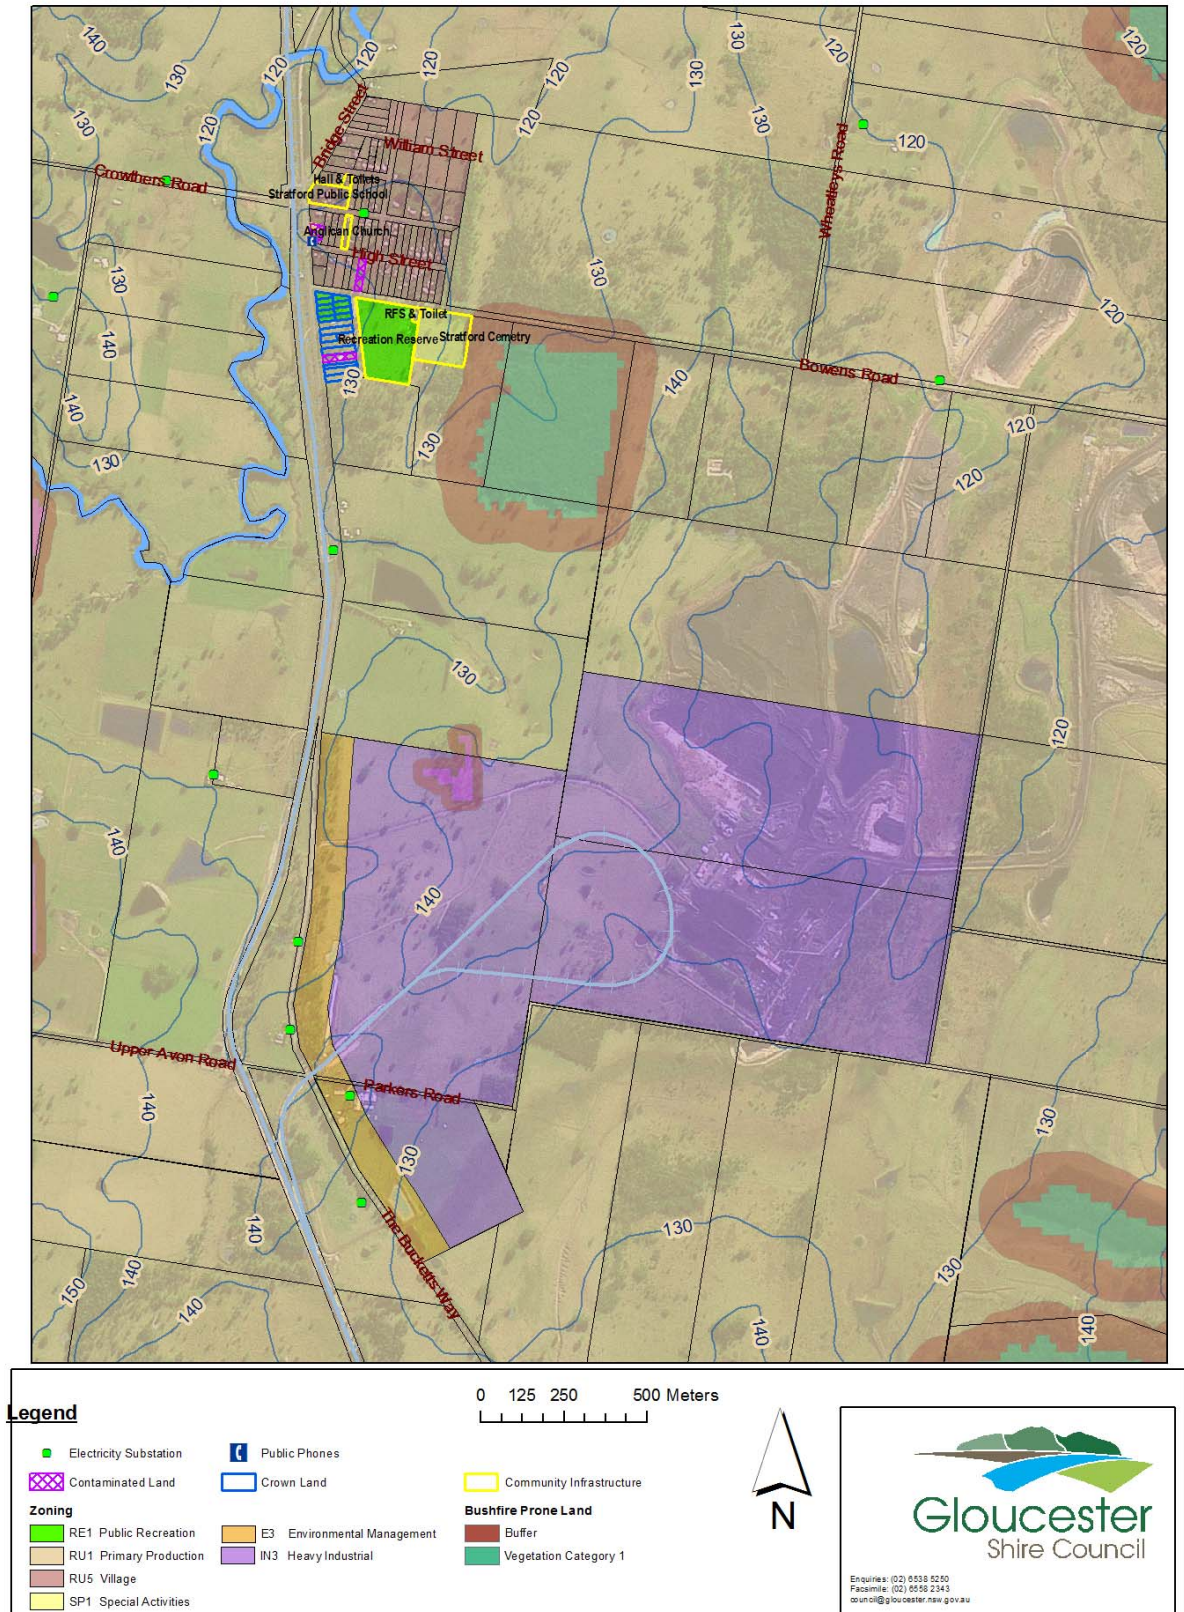 140
130
120
120
120
120
130
120
120
130
120
130
120
Bridge Street
William Street
Wheatleys Road
120
130
Crowthers Road
Hall & Toilets
Stratford Public School
Anglican Church
High Street
130
130
120
RFS & Toilet
Recreation Reserve
Stratford Cemetry
140
130
140
Bowens Road
140
130
130
120
120
130
120
140
140
Upper Avon Road
Parkers Road
140
130
130
140
The Bucketts Way
130
130
150
140
140
140
140
Legend
0 125 250 500 Meters
Electricity Substation
Public Phones
Contaminated Land
Crown Land
Community Infrastructure
Zoning
Bushfire Prone Land
RE1 Public Recreation
E3 Environmental Management
Buffer
RU1 Primary Production
IN3 Heavy Industrial
Vegetation Category 1
RU5 Village
SP1 Special Activities
N
Gloucester
Shire Council
Enquiries: (02) 6538 5250
Facsimile: (02) 6558 2343
council@gloucester.nsw.gov.au